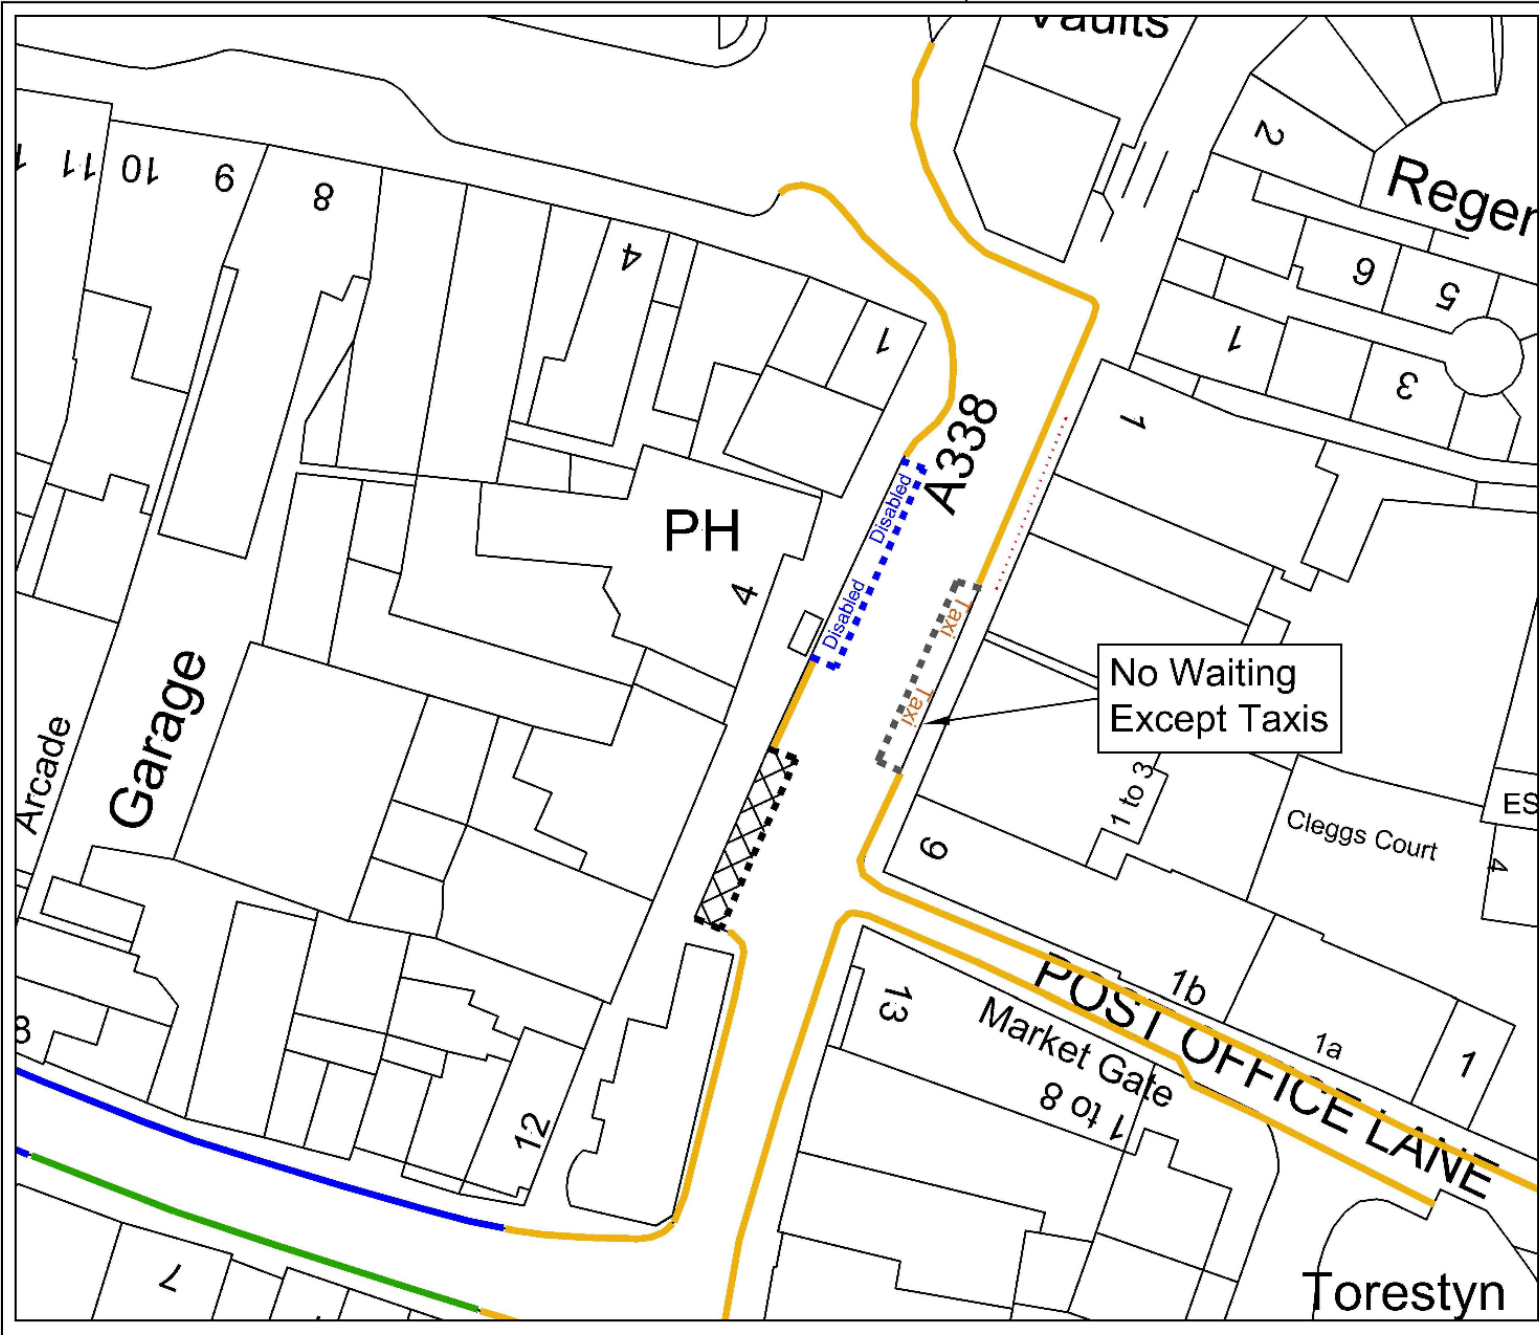 Vaults
2
Reger
11
10
9
8
4
6
5
1
1
3
1
A338
Disabled
PH
4
Disabled
Taxi
Taxi
No Waiting
Except Taxis
Garage
Arcade
1 to 3
ES
Cleggs Court
9
4
13
POST OFFICE LANE
1b
Market Gate
1 to 8
1a
1
8
12
7
Torestyn